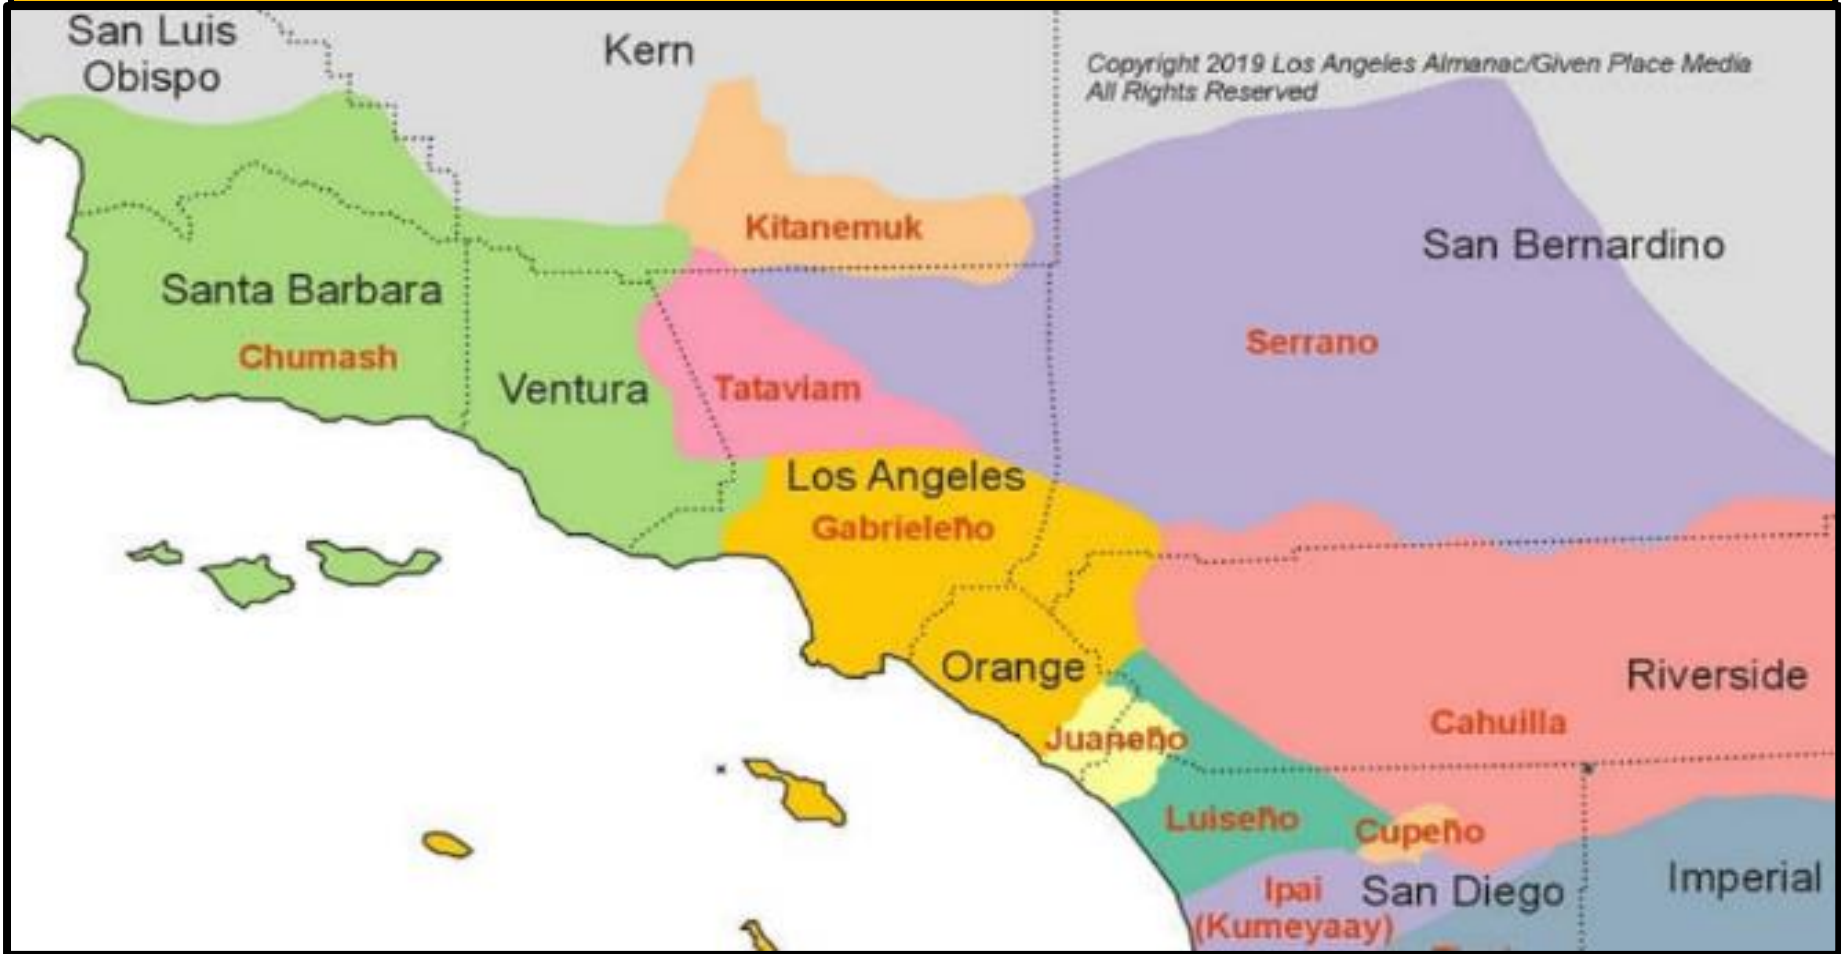 San Luis
Obispo
Kern
Copyright 2019 Los Angeles Almanac/Given Place Media
All Rights Reserved
Kitanemuk
San Bernardino
Santa Barbara
Serrano
Chumash
Ventura
Tataviam
Los Angeles
Gabrieleño
Orange
Riverside
Cahuilla
Juaneño
Luiseño
Cupeño
Imperial
Ipai
San Diego
(Kumeyaay)